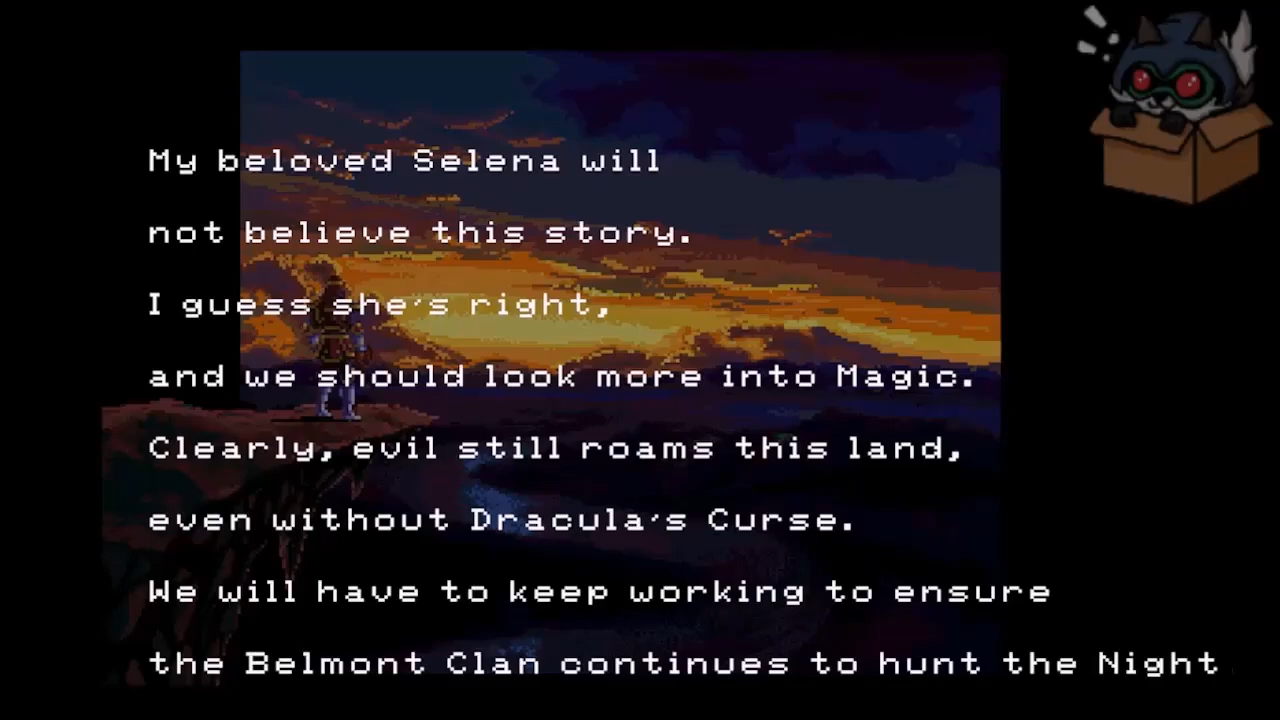 My beloved Selena will
not believe this story.
I guess she's right,
and we should look more into Magic.
Clearly, evil still roams this land,
even without Dracula's Curse.
We will have to keep working to ensure
the Belmont Clan continues to hunt the Night